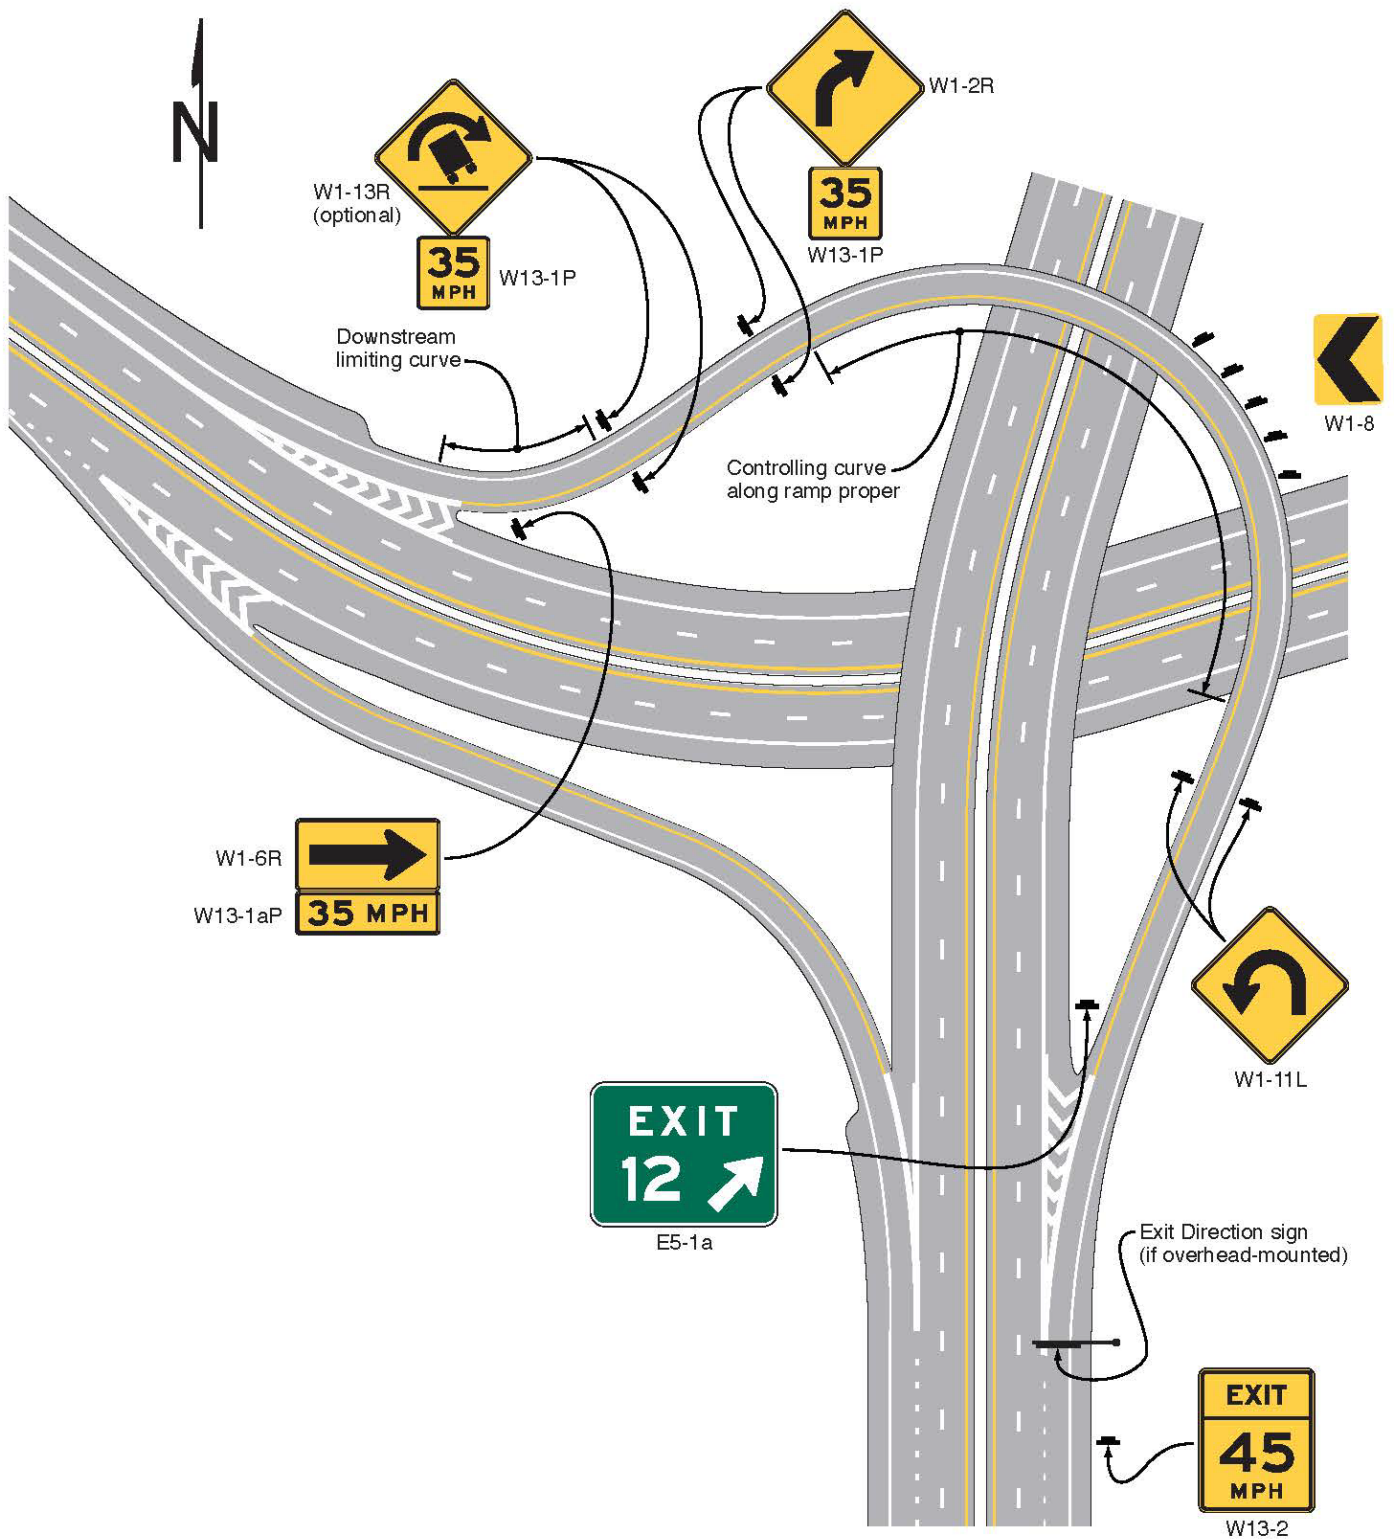 N
W1-2R
35
MPH
W13-1P
W1-13R
(optional)
35
MPH
W13-1P
Downstream
limiting curve
W1-8
Controlling curve
along ramp proper
W1-6R
W13-1aP
35 MPH
W1-11L
EXIT
12
E5-1a
Exit Direction sign
(if overhead-mounted)
EXIT
45
MPH
W13-2